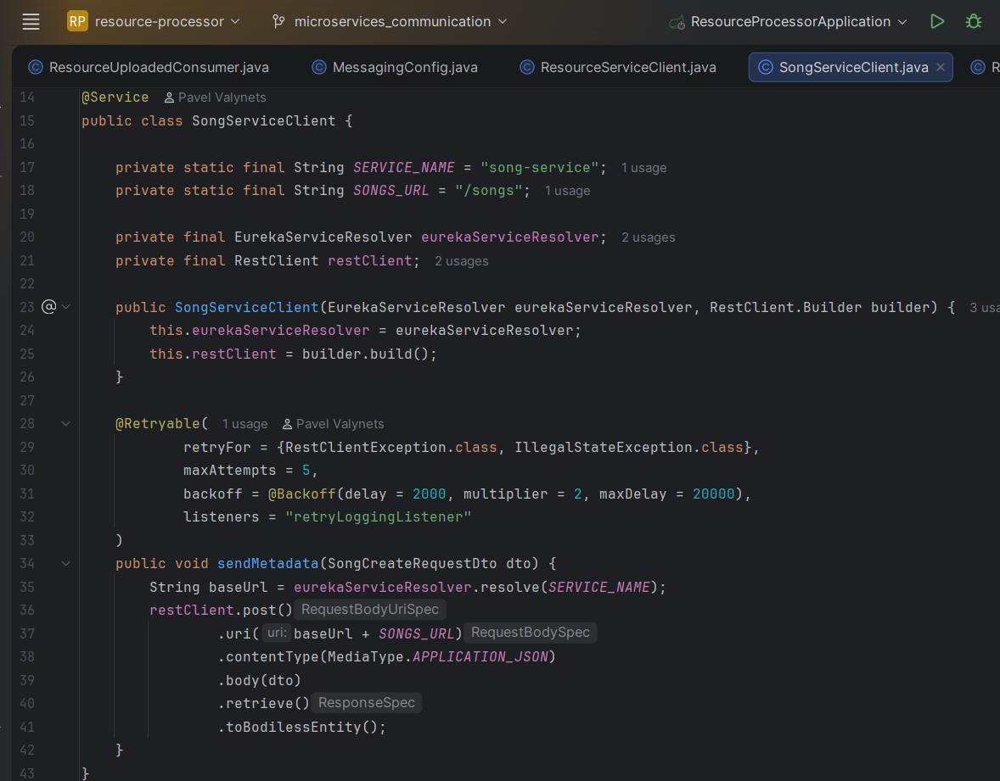 RP resource-processor microservices_communication ResourceProcessorApplication
ResourceUploadedConsumer.java MessagingConfig.java ResourceServiceClient.java SongServiceClient.java R
14 @Service Pavel Valynets
15 public class SongServiceClient {
16
17 private static final String SERVICE_NAME = "song-service"; 1 usage
18 private static final String SONGS_URL = "/songs"; 1 usage
19
20 private final EurekaServiceResolver eurekaServiceResolver; 2 usages
21 private final RestClient restClient; 2 usages
22
23 public SongServiceClient(EurekaServiceResolver eurekaServiceResolver, RestClient.Builder builder) { 3 usa
24 this.eurekaServiceResolver = eurekaServiceResolver;
25 this.restClient = builder.build();
26 }
27
28 @Retryable( 1 usage Pavel Valynets
29 retryFor = {RestClientException.class, IllegalStateException.class},
30 maxAttempts = 5,
31 backoff = @Backoff(delay = 2000, multiplier = 2, maxDelay = 20000),
32 listeners = "retryLoggingListener"
33 )
34 public void sendMetadata(SongCreateRequestDto dto) {
35 String baseUrl = eurekaServiceResolver.resolve(SERVICE_NAME);
36 restClient.post() RequestBodyUriSpec
37 .uri( uri: baseUrl + SONGS_URL) RequestBodySpec
38 .contentType(MediaType.APPLICATION_JSON)
39 .body(dto)
40 .retrieve() ResponseSpec
41 .toBodilessEntity();
42 }
43 }